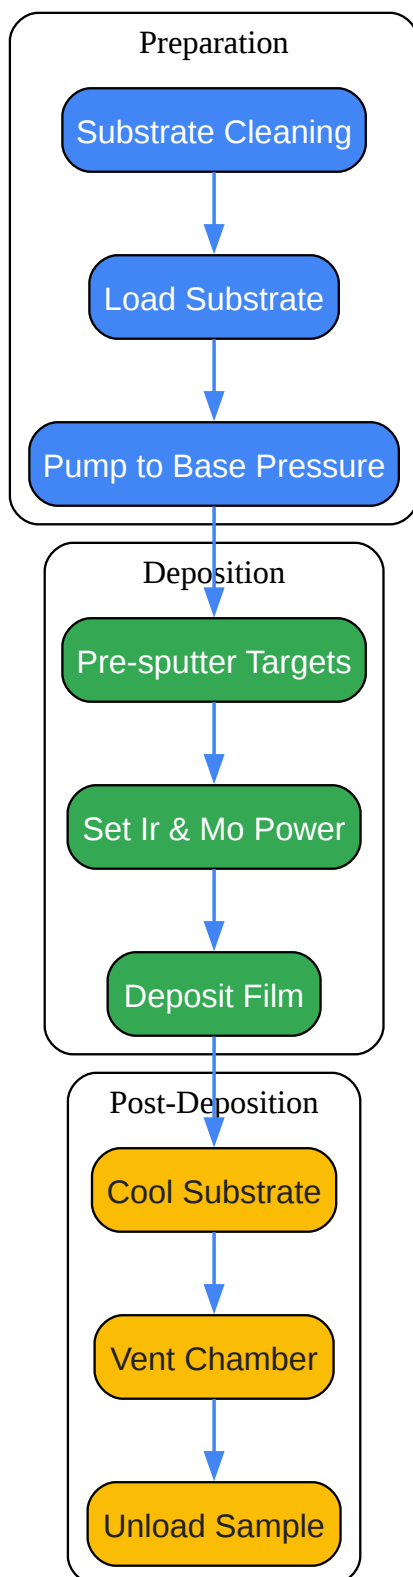 Preparation
Substrate Cleaning
Load Substrate
Pump to Base Pressure
Deposition
Pre-sputter Targets
Set Ir & Mo Power
Deposit Film
Post-Deposition
Cool Substrate
Vent Chamber
Unload Sample